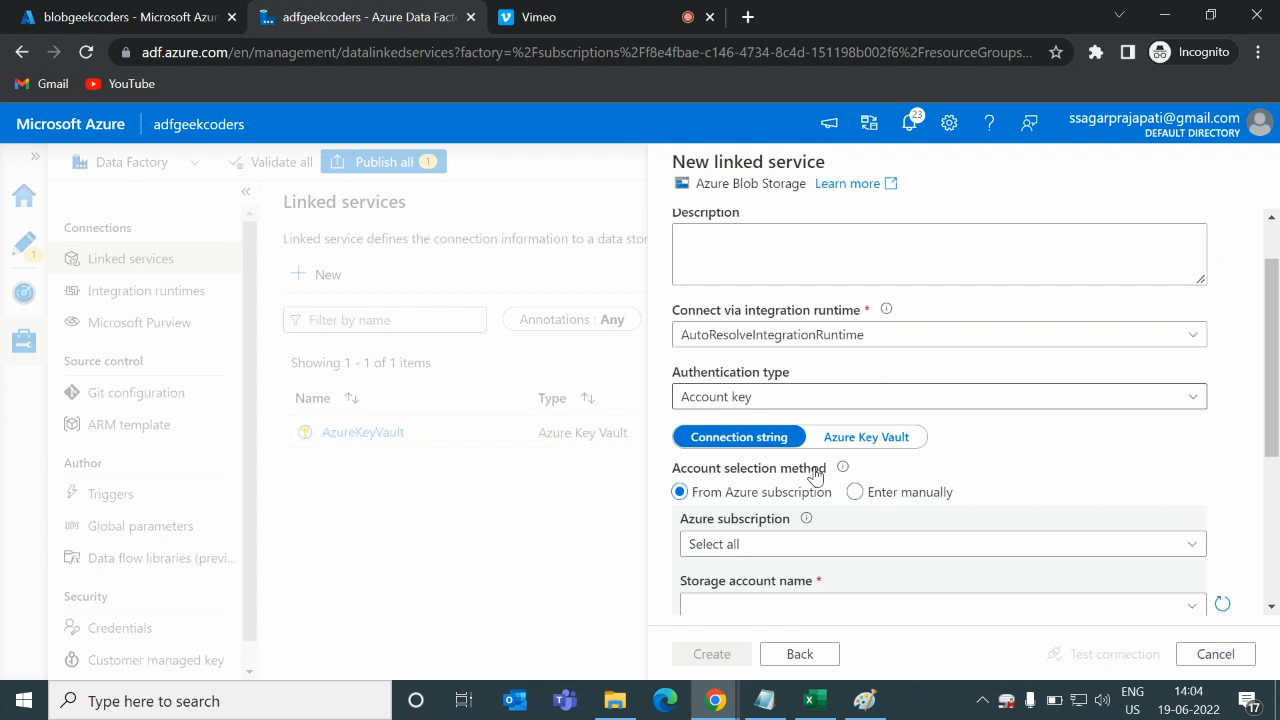 blobgeekcoders - Microsoft Azur
adfgeekcoders - Azure Data Fact
Vimeo
adf.azure.com/en/management/datalinkedservices?factory=%2Fsubscriptions%2Ff8e4fbae-c146-4734-8c4d-151198b002f6%2FresourceGroups...
Incognito
Gmail
YouTube
Microsoft Azure
adfgeekcoders
23
ssagarprajapati@gmail.com
DEFAULT DIRECTORY
Data Factory
Validate all
Publish all 1
1
Connections
Linked services
Integration runtimes
Microsoft Purview
Source control
Git configuration
ARM template
Author
Triggers
Global parameters
Data flow libraries (previ...
Security
Credentials
Customer managed key
Linked services
Linked service defines the connection information to a data stor
New
Filter by name
Annotations : Any
Showing 1 - 1 of 1 items
Name
Type
AzureKeyVault
Azure Key Vault
New linked service
Azure Blob Storage Learn more
Description
Connect via integration runtime *
AutoResolveIntegrationRuntime
Authentication type
Account key
Connection string
Azure Key Vault
Account selection method
From Azure subscription
Enter manually
Azure subscription
Select all
Storage account name *
Create
Back
Test connection
Cancel
Type here to search
ENG
US
14:04
19-06-2022
17